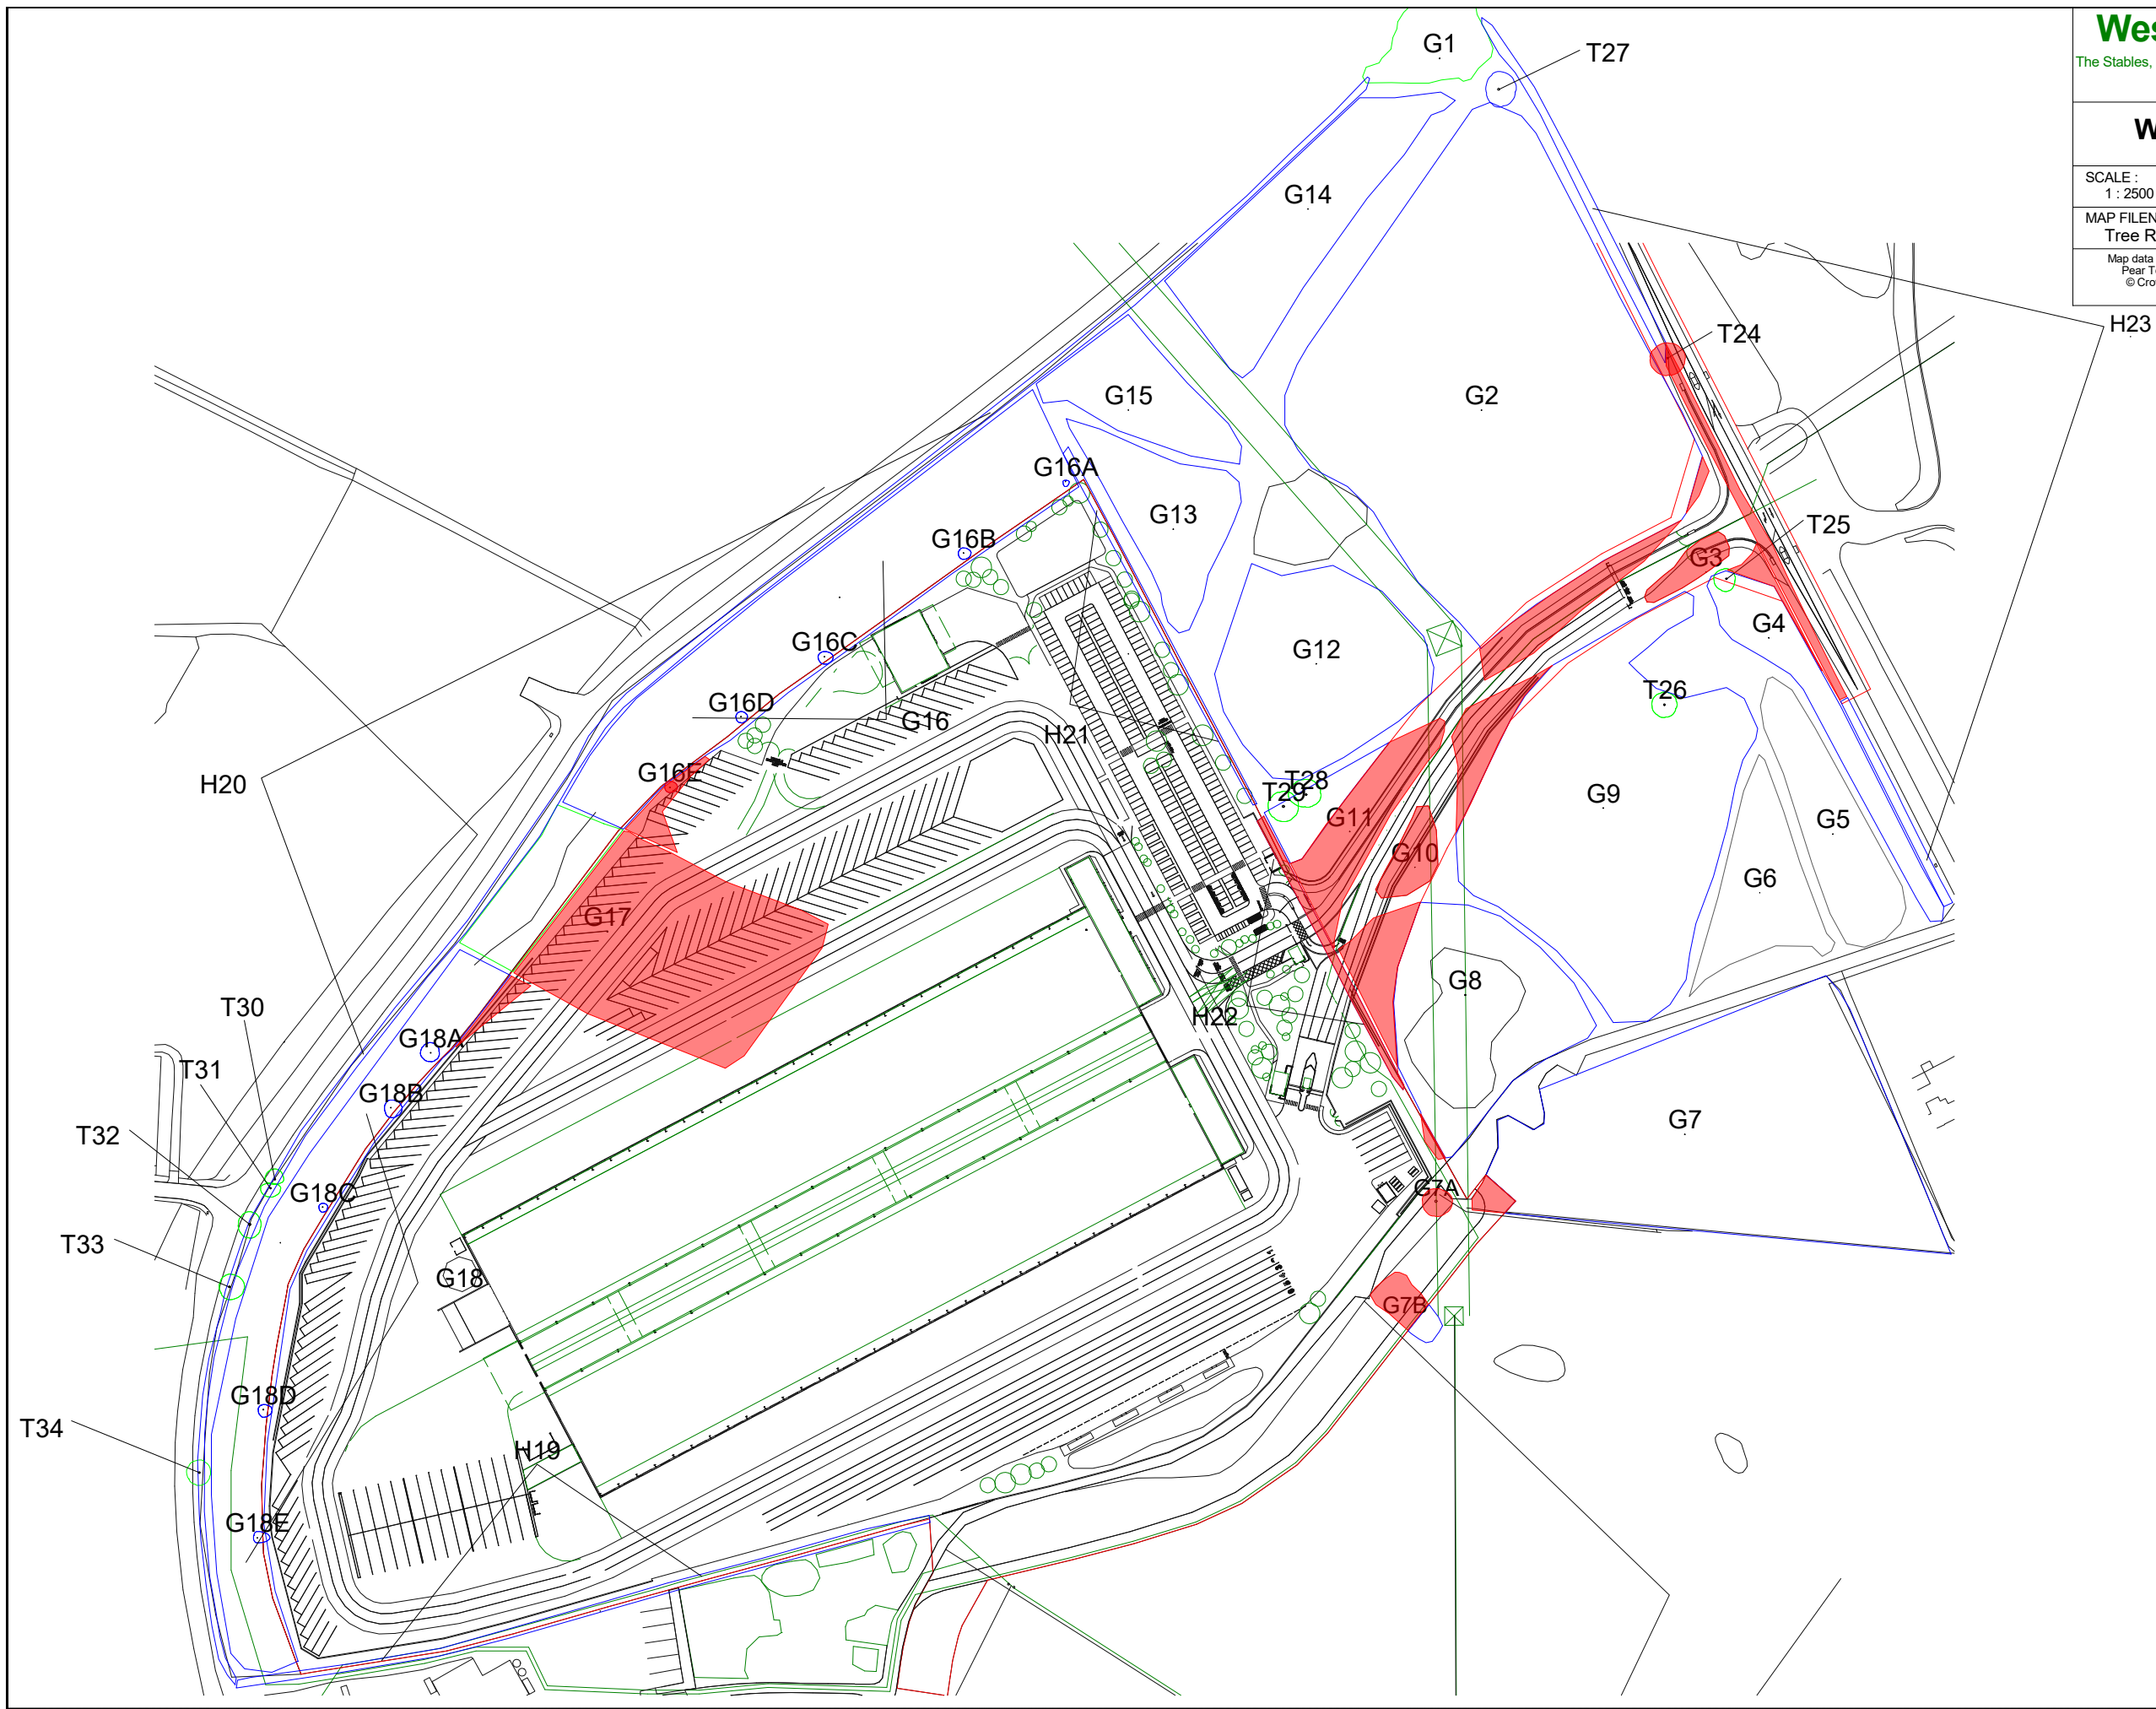 Wes
The Stables,
W
SCALE :
1 : 2500
MAP FILEN
Tree R
Map data
Pear T
© Cro
G1
T27
G14
H23
T24
G15
G2
G16A
G13
T25
G16B
G3
G4
G16C
G12
T26
G16D
G16
H21
G16E
T28
T29
H20
G9
G11
G5
G10
G6
G17
G8
T30
H22
G18A
T31
G18B
G7
T32
G18C
G7A
T33
G18
G7B
G18D
T34
H19
G18E